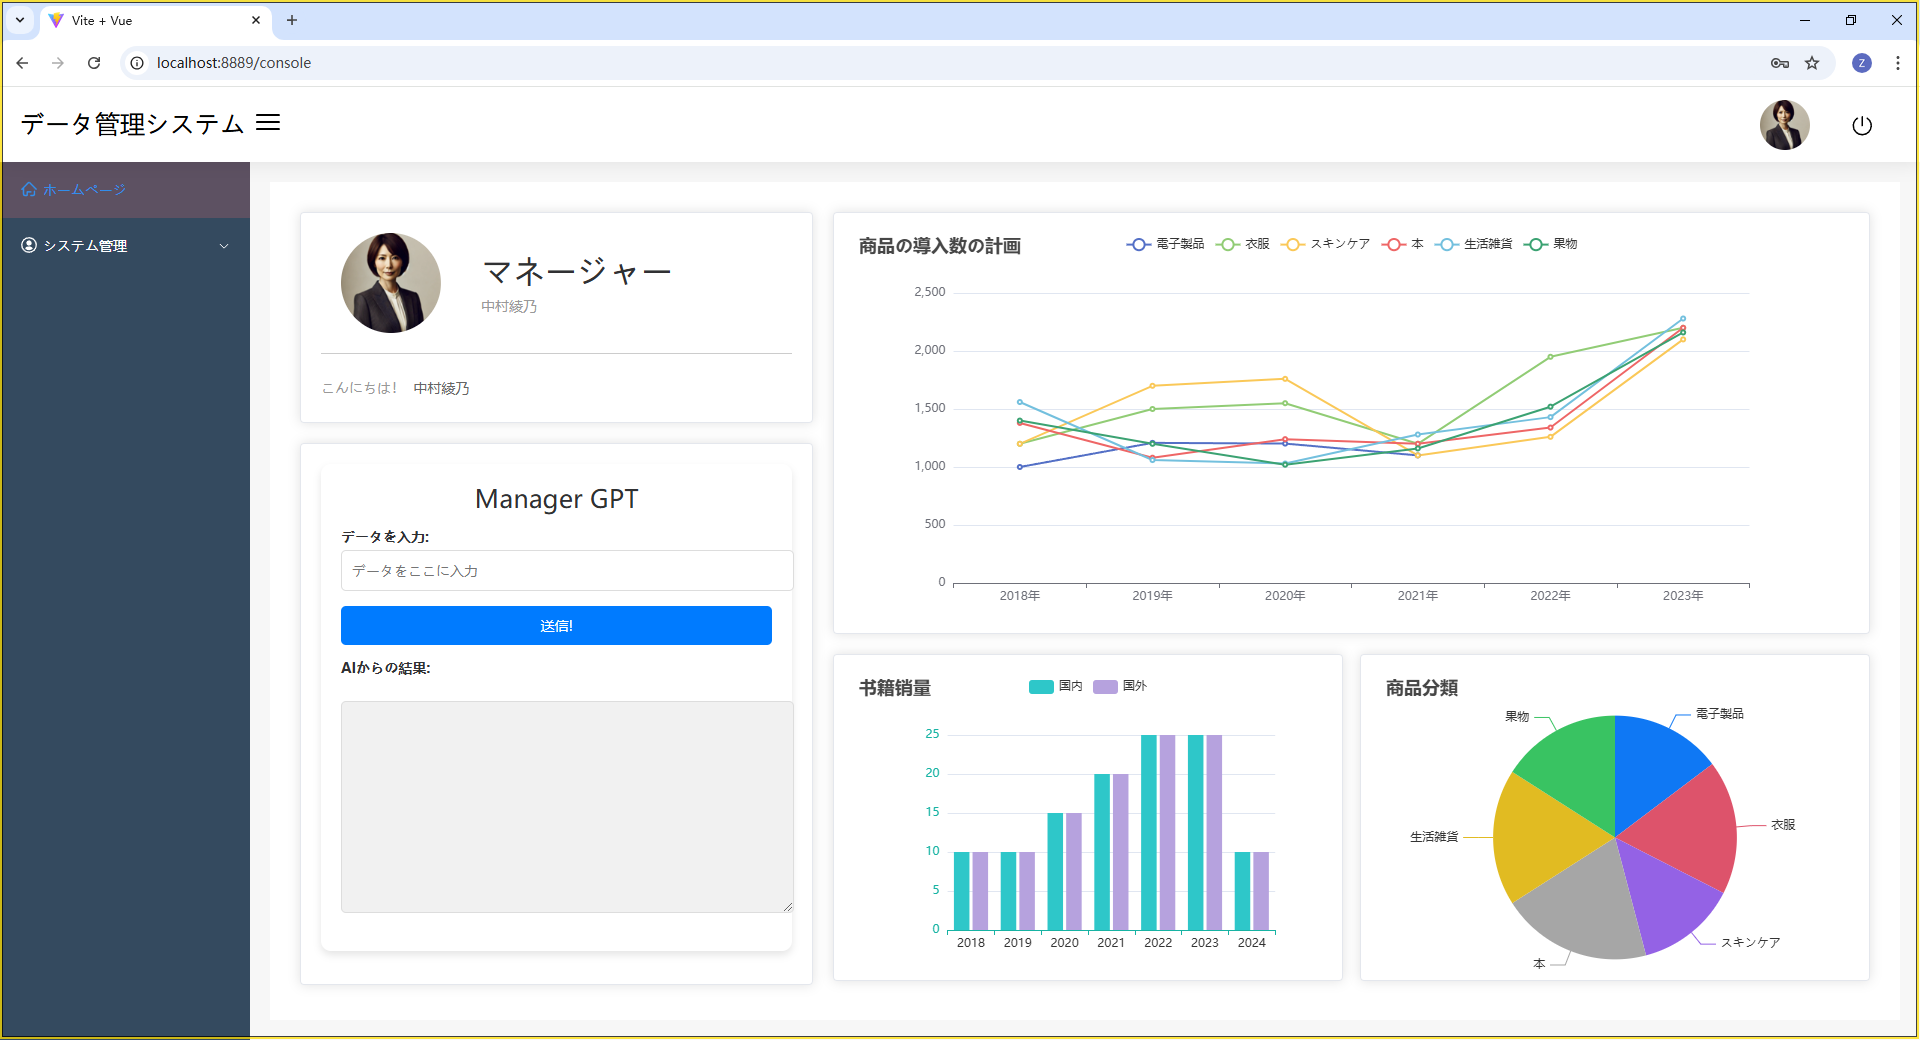 Vite + Vue
localhost:8889/console
Z
データ管理システム
ホームページ
システム管理
マネージャー
中村綾乃
こんにちは! 中村綾乃
Manager GPT
データを入力:
データをここに入力
送信!
AIからの結果:
商品の導入数の計画
電子製品 衣服 スキンケア 本 生活雑貨 果物
2,500
2,000
1,500
1,000
500
0
2018年 2019年 2020年 2021年 2022年 2023年
书籍销量
国内 国外
25
20
15
10
5
0
2018 2019 2020 2021 2022 2023 2024
商品分類
果物
電子製品
衣服
生活雑貨
スキンケア
本